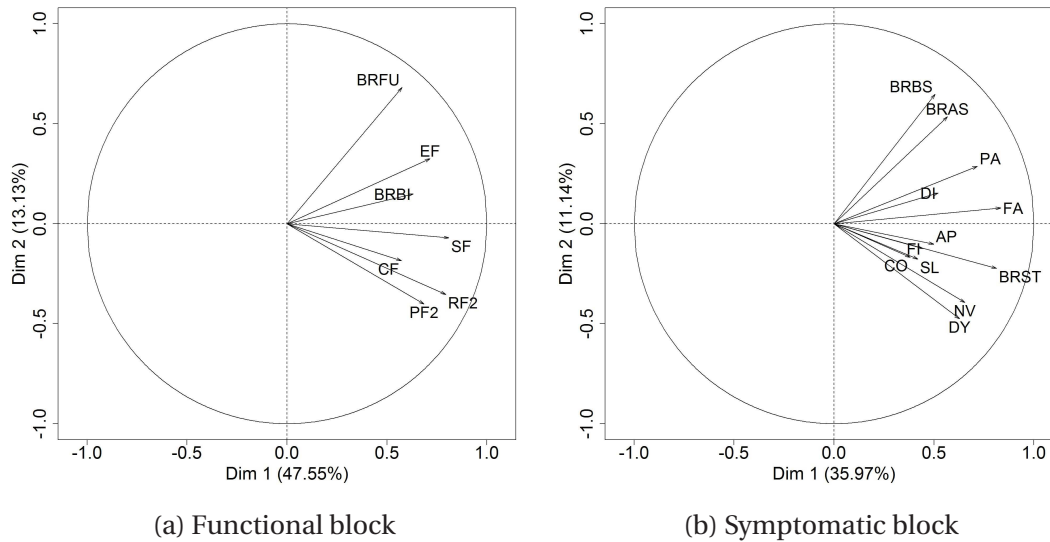 1.0
0.5
0.0
-0.5
-1.0
Dim 2 (13.13%)
BRFU
EF
BRBI
SF
CF
RF2
PF2
-1.0 -0.5 0.0 0.5 1.0
Dim 1 (47.55%)
(a) Functional block
1.0
0.5
0.0
-0.5
-1.0
Dim 2 (11.14%)
BRBS
BRAS
PA
DI
FA
AP
FI
CO SL
BRST
NV
DY
-1.0 -0.5 0.0 0.5 1.0
Dim 1 (35.97%)
(b) Symptomatic block